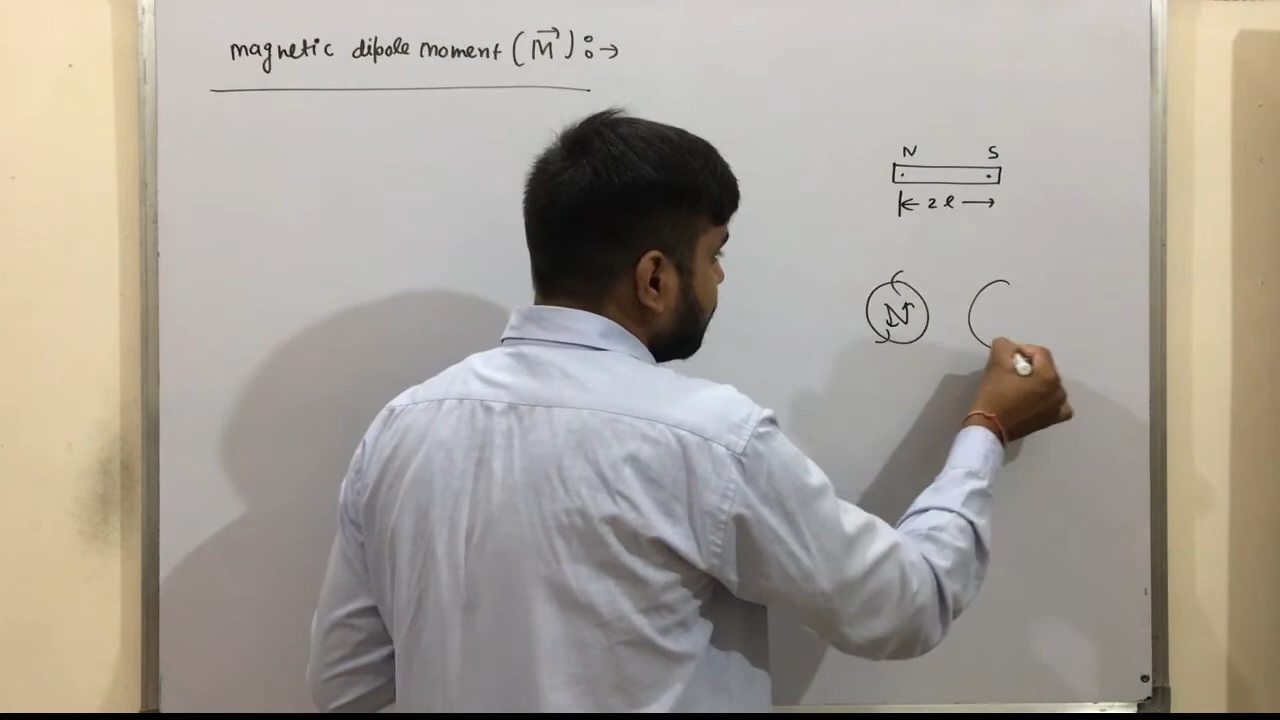 magnetic dipole moment (M⃗) : →
N S
← 2l →
N